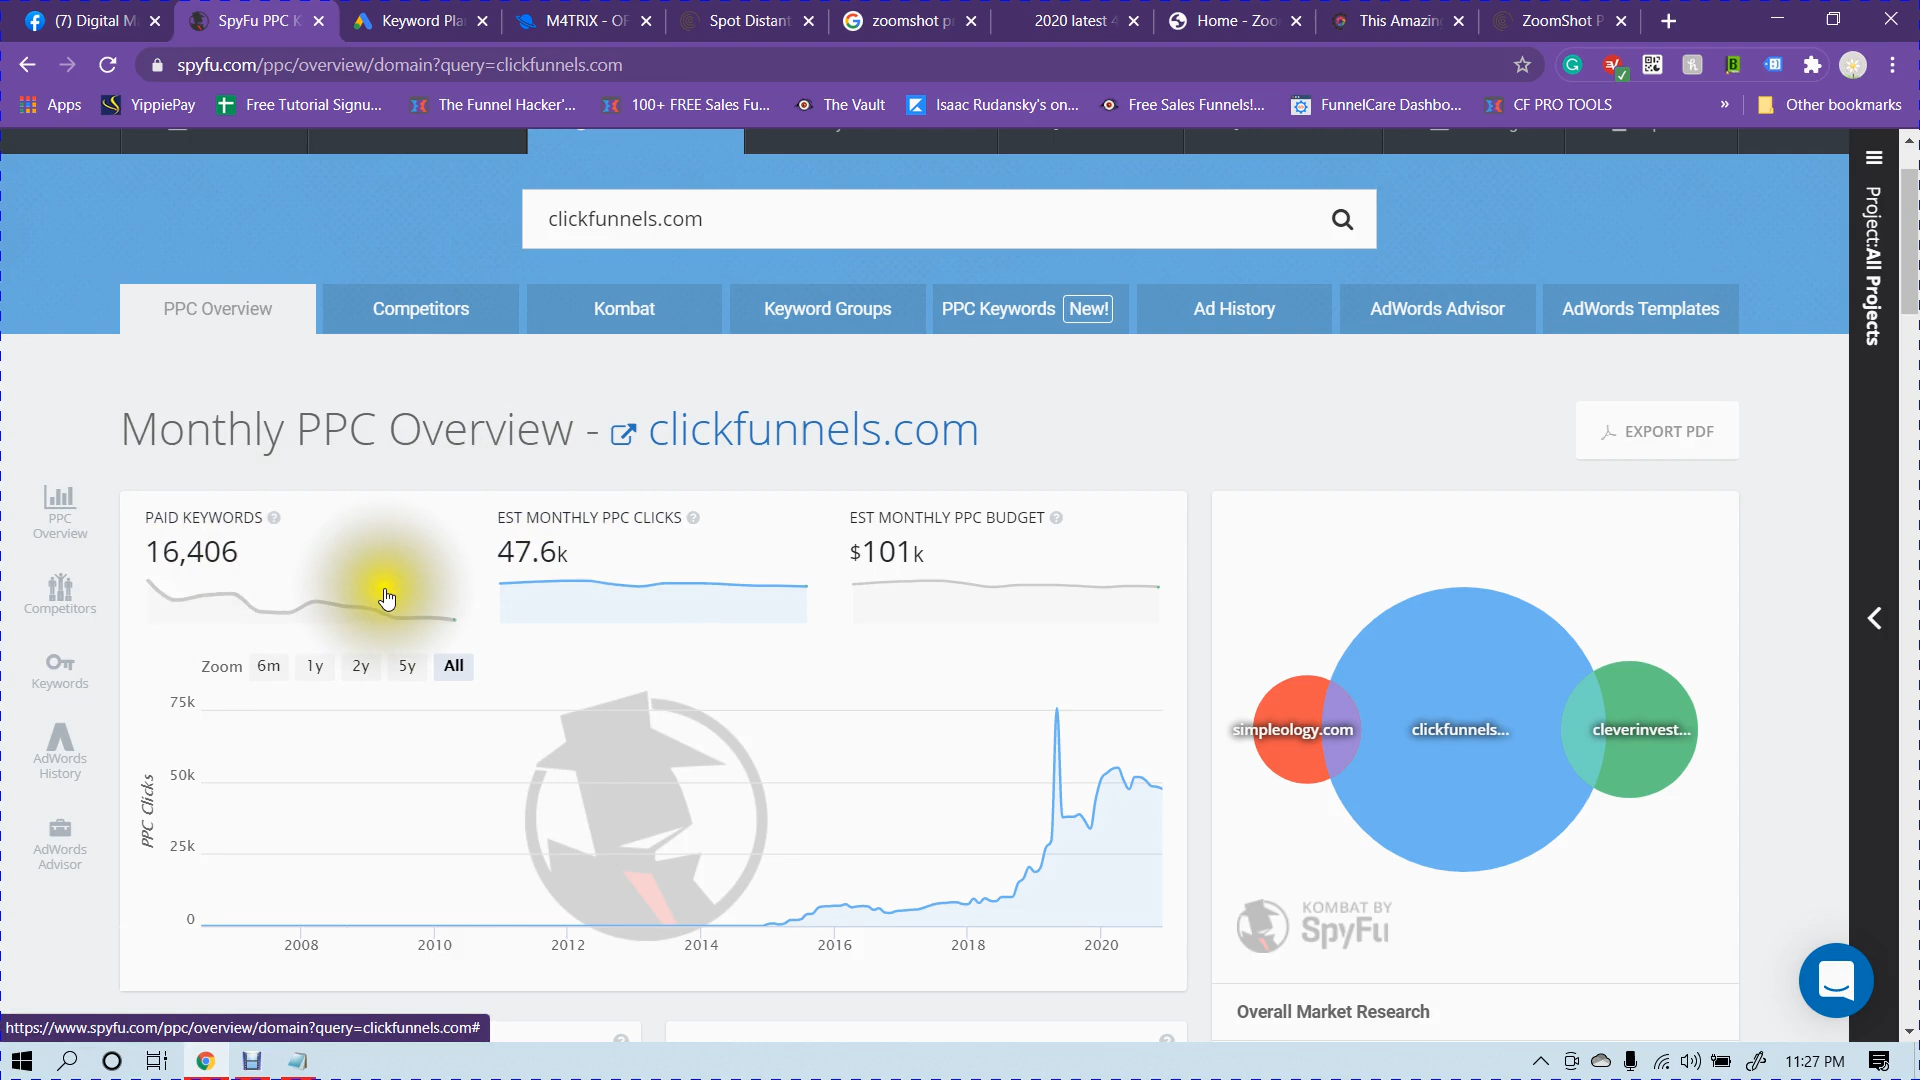 (7) Digital M
SpyFu PPC K
Keyword Pla
M4TRIX - OF
Spot Distant
zoomshot p
2020 latest
Home - Zoo
This Amazin
ZoomShot P
spyfu.com/ppc/overview/domain?query=clickfunnels.com
Apps
YippiePay
Free Tutorial Signu...
The Funnel Hacker'...
100+ FREE Sales Fu...
The Vault
Isaac Rudansky's on...
Free Sales Funnels!...
FunnelCare Dashbo...
CF PRO TOOLS
»
Other bookmarks
clickfunnels.com
PPC Overview
Competitors
Kombat
Keyword Groups
PPC Keywords New!
Ad History
AdWords Advisor
AdWords Templates
Project:All Projects
Monthly PPC Overview - clickfunnels.com
EXPORT PDF
PPC
Overview
Competitors
Keywords
AdWords
History
AdWords
Advisor
PAID KEYWORDS ?
16,406
EST MONTHLY PPC CLICKS ?
47.6k
EST MONTHLY PPC BUDGET ?
$101k
Zoom 6m 1y 2y 5y All
PPC Clicks
75k
50k
25k
0
2008 2010 2012 2014 2016 2018 2020
simpleology.com
clickfunnels...
cleverinvest...
KOMBAT BY
SpyFu
Overall Market Research
https://www.spyfu.com/ppc/overview/domain?query=clickfunnels.com#
11:27 PM